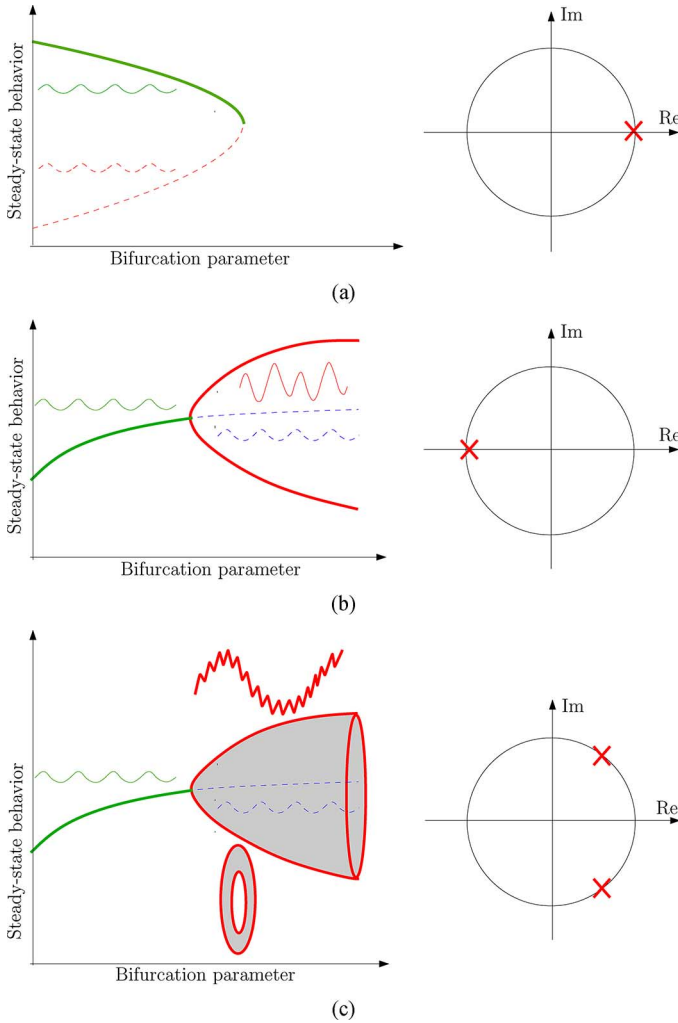 Im
Steady-state behavior
Re
Bifurcation parameter
(a)
Im
Steady-state behavior
Re
Bifurcation parameter
(b)
Im
Steady-state behavior
Re
Bifurcation parameter
(c)